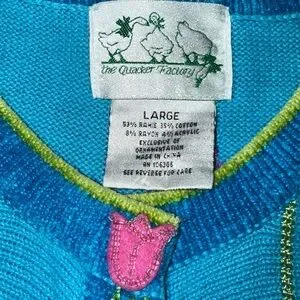 the Quacker Factory
LARGE
53% RAMIE 35% COTTON
8% RAYON 4% ACRYLIC
EXCLUSIVE OF
ORNAMENTATION
MADE IN CHINA
RN 106305
SEE REVERSE FOR CARE